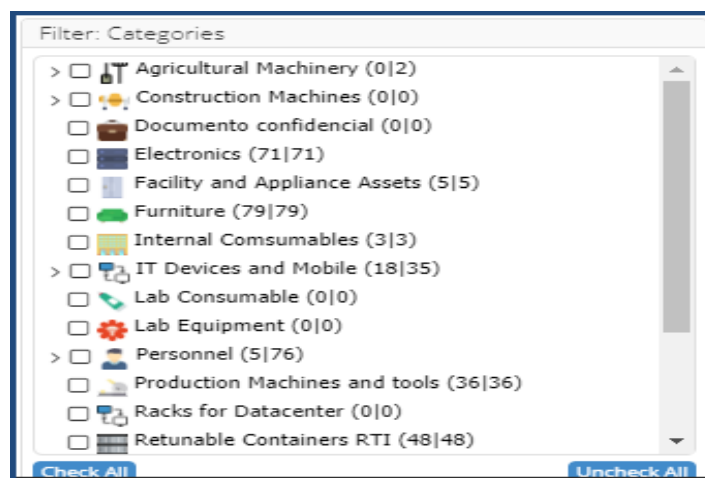 Filter: Categories
> Agricultural Machinery (0|2)
> Construction Machines (0|0)
Documento confidencial (0|0)
Electronics (71|71)
Facility and Appliance Assets (5|5)
Furniture (79|79)
Internal Comsumables (3|3)
> IT Devices and Mobile (18|35)
Lab Consumable (0|0)
Lab Equipment (0|0)
> Personnel (5|76)
Production Machines and tools (36|36)
Racks for Datacenter (0|0)
Retunable Containers RTI (48|48)
Check All Uncheck All